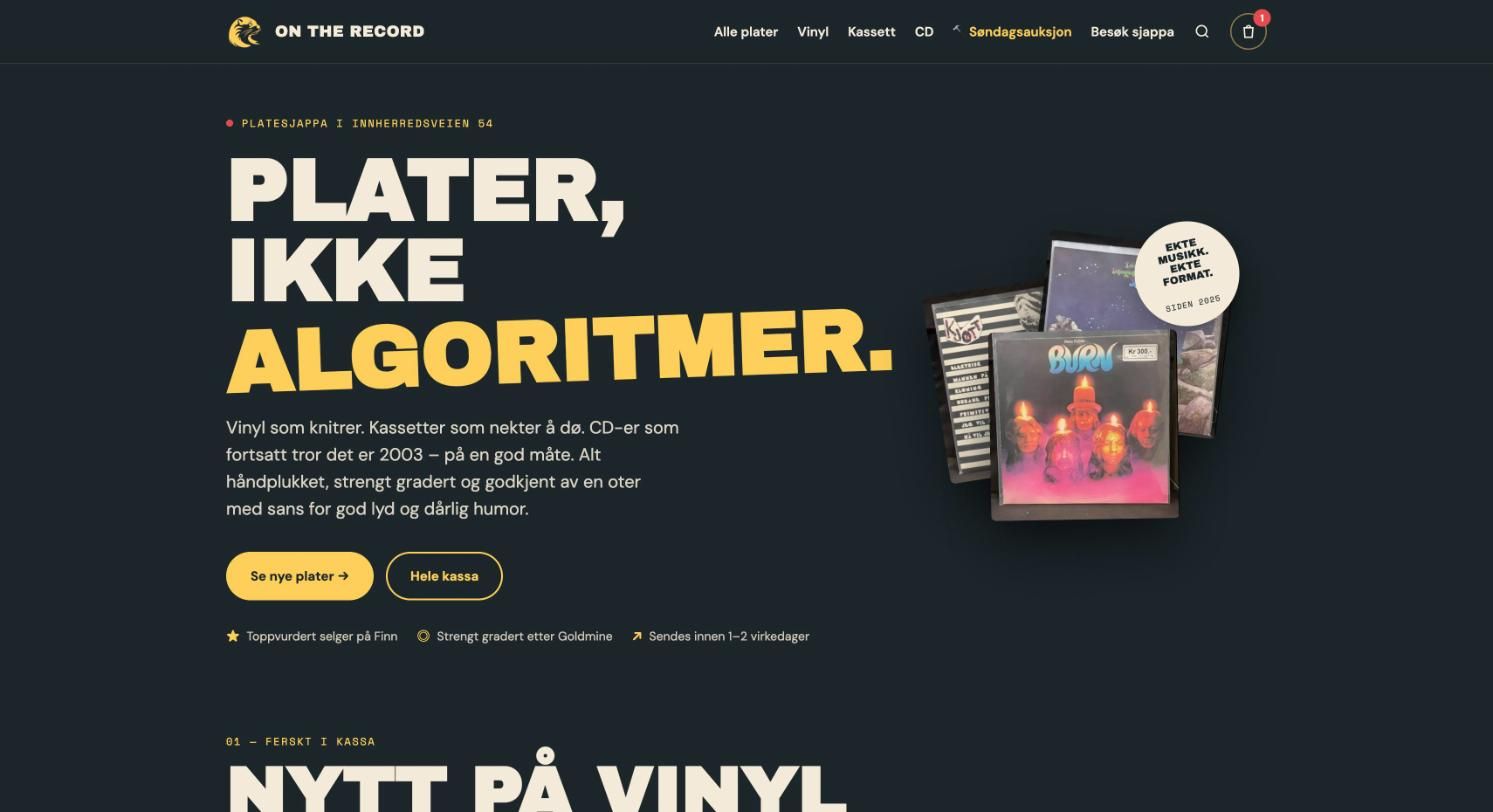 ON THE RECORD
Alle plater
Vinyl
Kassett
CD
Søndagsauksjon
Besøk sjappa
1
PLATESJAPPA I INNHERREDSVEIEN 54
PLATER,
IKKE
ALGORITMER.
Vinyl som knitrer. Kassetter som nekter å dø. CD-er som
fortsatt tror det er 2003 – på en god måte. Alt
håndplukket, strengt gradert og godkjent av en oter
med sans for god lyd og dårlig humor.
Se nye plater →
Hele kassa
Toppvurdert selger på Finn
Strengt gradert etter Goldmine
Sendes innen 1–2 virkedager
EKTE
MUSIKK.
EKTE
FORMAT.
SIDEN 2025
KJØTT
BURN
Kr 300,-
01 — FERSKT I KASSA
NYTT PÅ VINYL